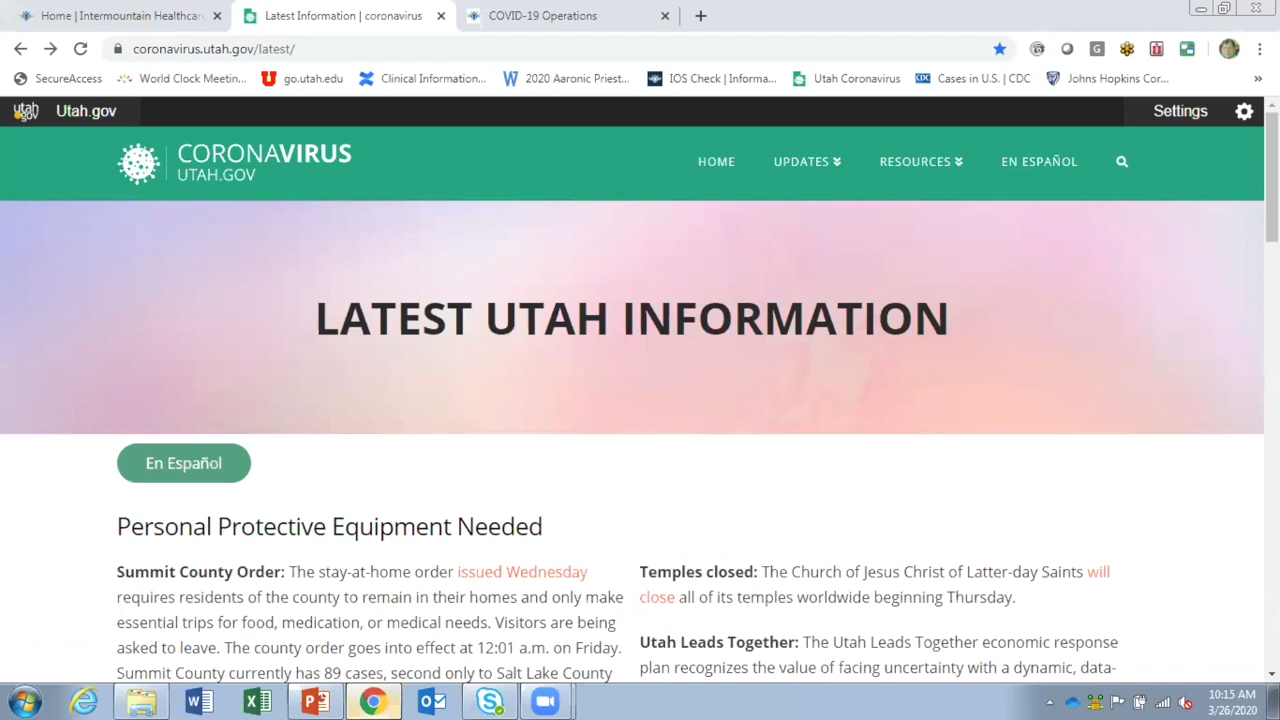 Home | Intermountain Healthcar
Latest Information | coronavirus
COVID-19 Operations
coronavirus.utah.gov/latest/
SecureAccess
World Clock Meetin...
go.utah.edu
Clinical Information...
2020 Aaronic Priest...
IOS Check | Informa...
Utah Coronavirus
Cases in U.S. | CDC
Johns Hopkins Cor...
Utah.gov
Settings
CORONAVIRUS
UTAH.GOV
HOME
UPDATES
RESOURCES
EN ESPAÑOL
LATEST UTAH INFORMATION
En Español
Personal Protective Equipment Needed
Summit County Order: The stay-at-home order issued Wednesday
requires residents of the county to remain in their homes and only make
essential trips for food, medication, or medical needs. Visitors are being
asked to leave. The county order goes into effect at 12:01 a.m. on Friday.
Summit County currently has 89 cases, second only to Salt Lake County
Temples closed: The Church of Jesus Christ of Latter-day Saints will
close all of its temples worldwide beginning Thursday.
Utah Leads Together: The Utah Leads Together economic response
plan recognizes the value of facing uncertainty with a dynamic, data-
10:15 AM
3/26/2020